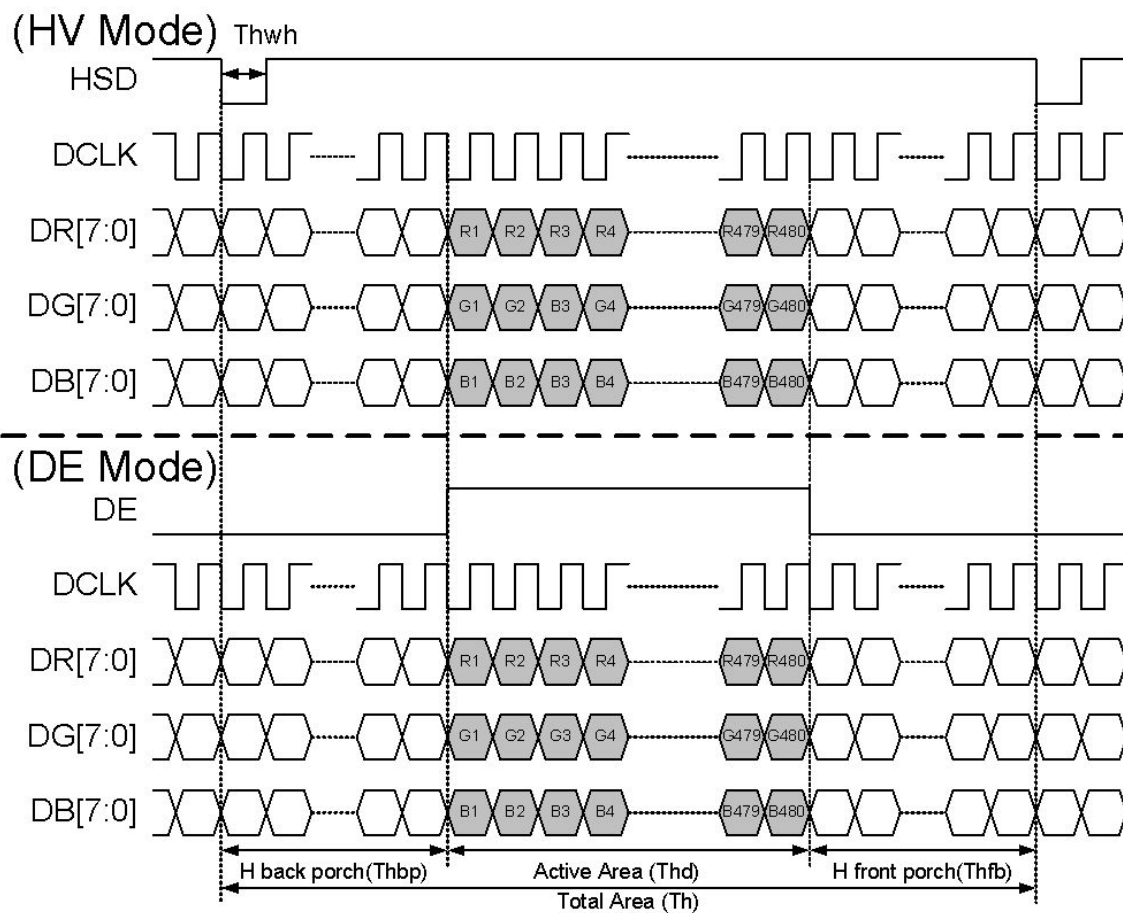 (HV Mode) Thwh
HSD
DCLK
DR[7:0] R1 R2 R3 R4 R479 R480
DG[7:0] G1 G2 B3 G4 G479 G480
DB[7:0] B1 B2 B3 B4 B479 B480
(DE Mode)
DE
DCLK
DR[7:0] R1 R2 R3 R4 R479 R480
DG[7:0] G1 G2 G3 G4 G479 G480
DB[7:0] B1 B2 B3 B4 B479 B480
H back porch(Thbp) Active Area (Thd) H front porch(Thfb)
Total Area (Th)